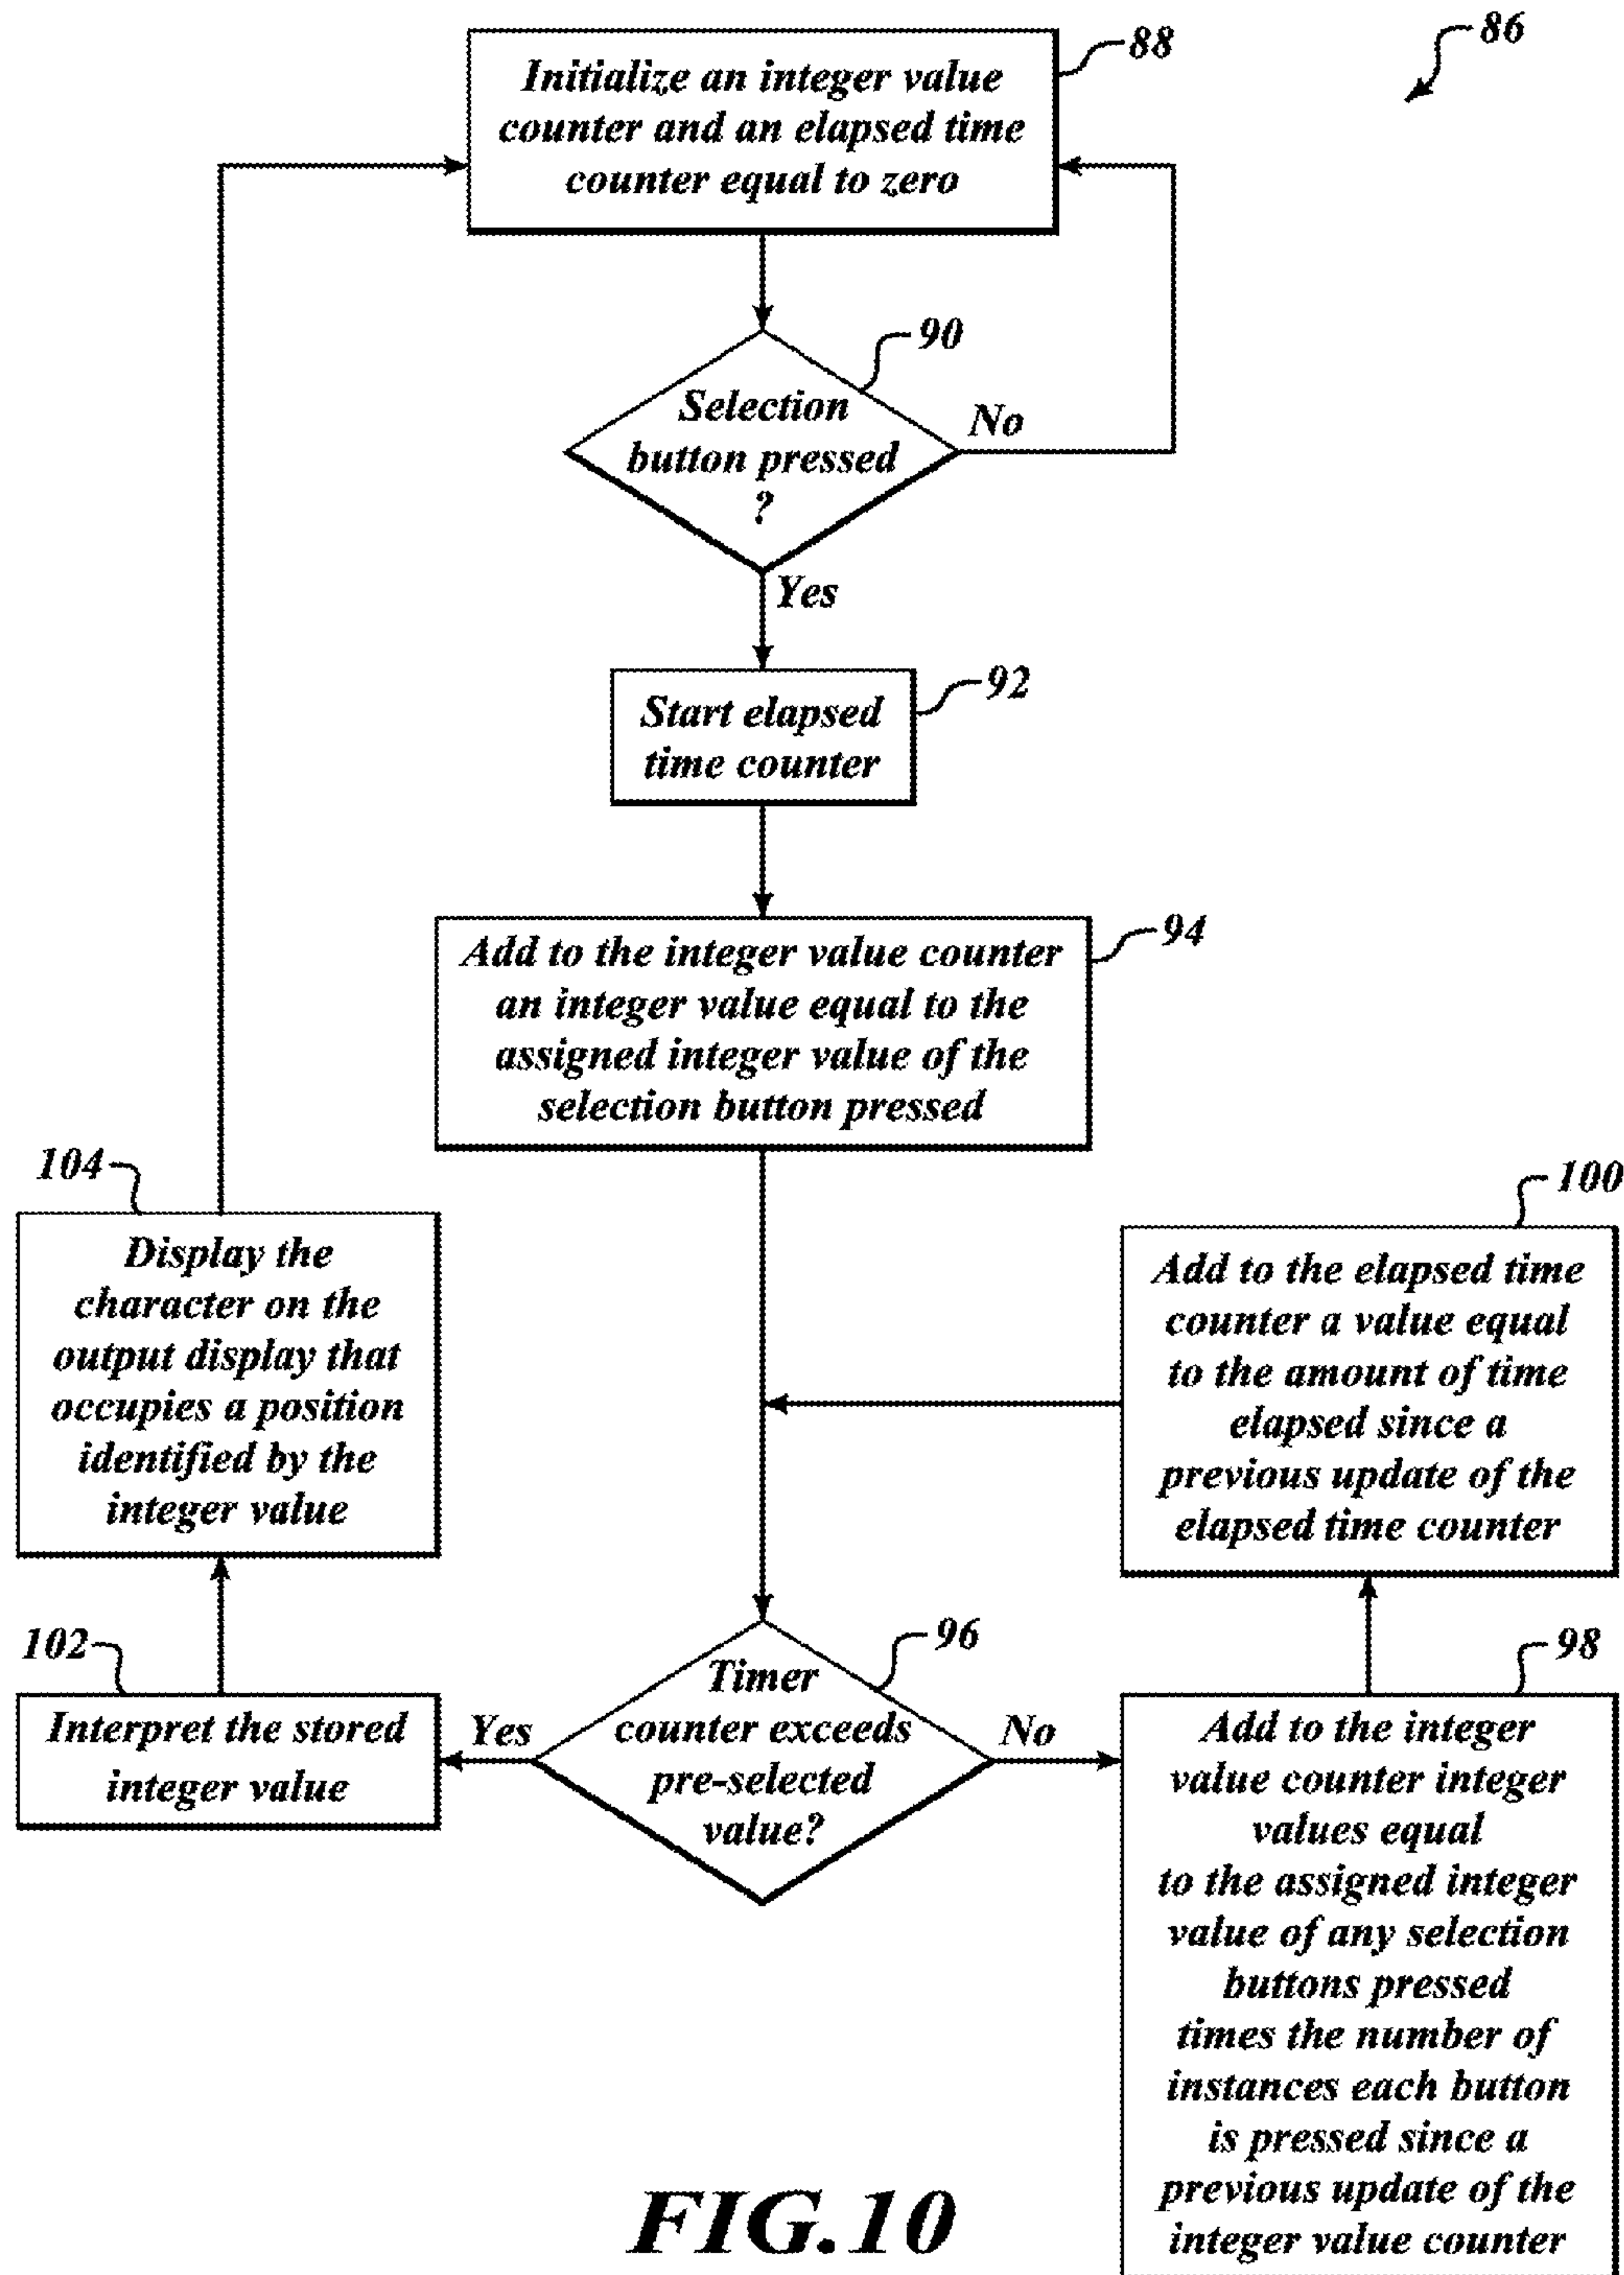 86
88
Initialize an integer value
counter and an elapsed time
counter equal to zero
90
Selection
button pressed
?
No
Yes
92
Start elapsed
time counter
94
Add to the integer value counter
an integer value equal to the
assigned integer value of the
selection button pressed
104
Display the
character on the
output display that
occupies a position
identified by the
integer value
100
Add to the elapsed time
counter a value equal
to the amount of time
elapsed since a
previous update of the
elapsed time counter
102
Interpret the stored
integer value
Yes
96
Timer
counter exceeds
pre-selected
value?
No
98
Add to the integer
value counter integer
values equal
to the assigned integer
value of any selection
buttons pressed
times the number of
instances each button
is pressed since a
previous update of the
integer value counter
FIG.10